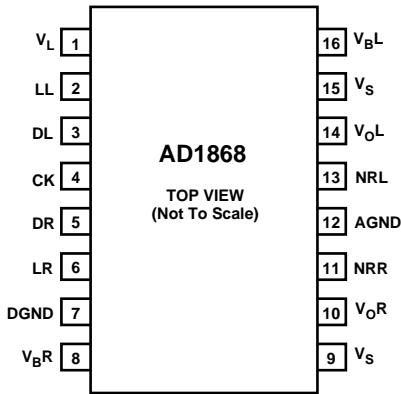 V_L 1
LL 2
DL 3
CK 4
DR 5
LR 6
DGND 7
V_BR 8
AD1868
TOP VIEW
(Not To Scale)
16 V_BL
15 V_S
14 V_OL
13 NRL
12 AGND
11 NRR
10 V_OR
9 V_S